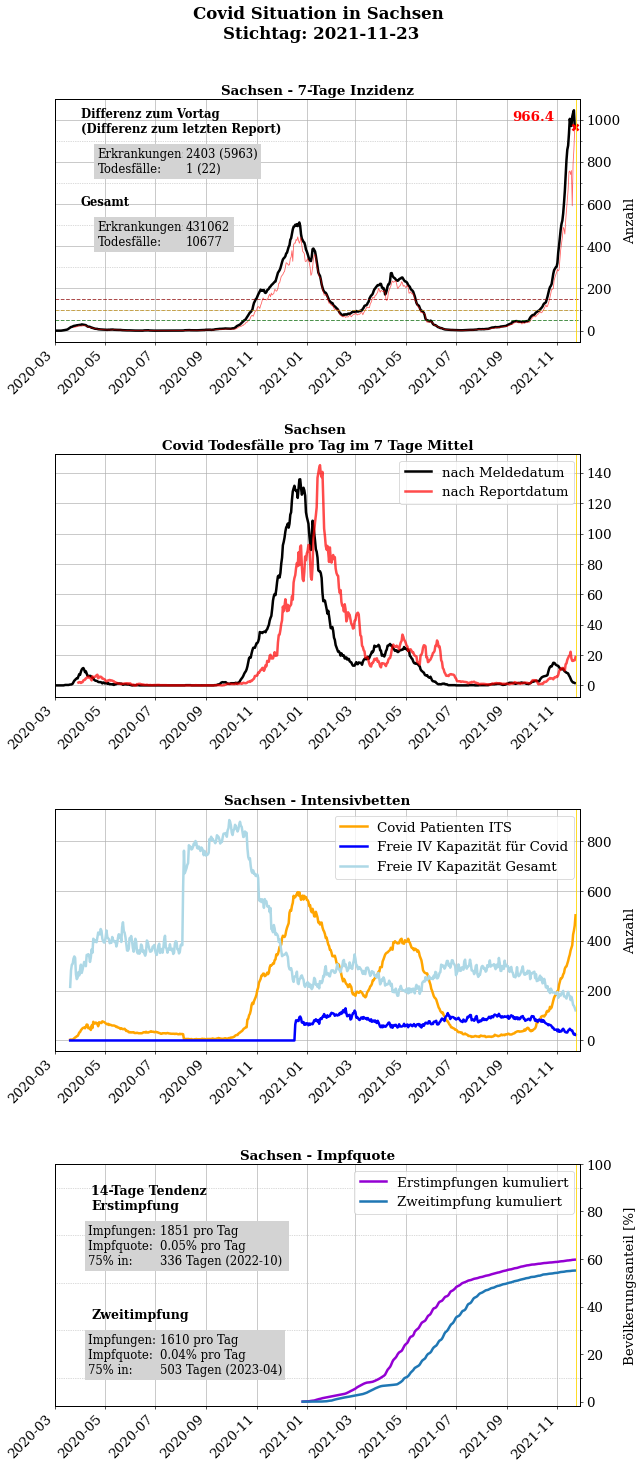 Covid Situation in Sachsen
Stichtag: 2021-11-23
Sachsen - 7-Tage Inzidenz
Differenz zum Vortag
(Differenz zum letzten Report)
Erkrankungen 2403 (5963)
Todesfälle: 1 (22)
Gesamt
Erkrankungen 431062
Todesfälle: 10677
966.4
1000
800
600
400
200
0
Anzahl
2020-03 2020-05 2020-07 2020-09 2020-11 2021-01 2021-03 2021-05 2021-07 2021-09 2021-11
Sachsen
Covid Todesfälle pro Tag im 7 Tage Mittel
nach Meldedatum
nach Reportdatum
140
120
100
80
60
40
20
0
2020-03 2020-05 2020-07 2020-09 2020-11 2021-01 2021-03 2021-05 2021-07 2021-09 2021-11
Sachsen - Intensivbetten
Covid Patienten ITS
Freie IV Kapazität für Covid
Freie IV Kapazität Gesamt
800
600
400
200
0
Anzahl
2020-03 2020-05 2020-07 2020-09 2020-11 2021-01 2021-03 2021-05 2021-07 2021-09 2021-11
Sachsen - Impfquote
14-Tage Tendenz
Erstimpfung
Impfungen: 1851 pro Tag
Impfquote: 0.05% pro Tag
75% in: 336 Tagen (2022-10)
Zweitimpfung
Impfungen: 1610 pro Tag
Impfquote: 0.04% pro Tag
75% in: 503 Tagen (2023-04)
Erstimpfungen kumuliert
Zweitimpfung kumuliert
100
80
60
40
20
0
Bevölkerungsanteil [%]
2020-03 2020-05 2020-07 2020-09 2020-11 2021-01 2021-03 2021-05 2021-07 2021-09 2021-11